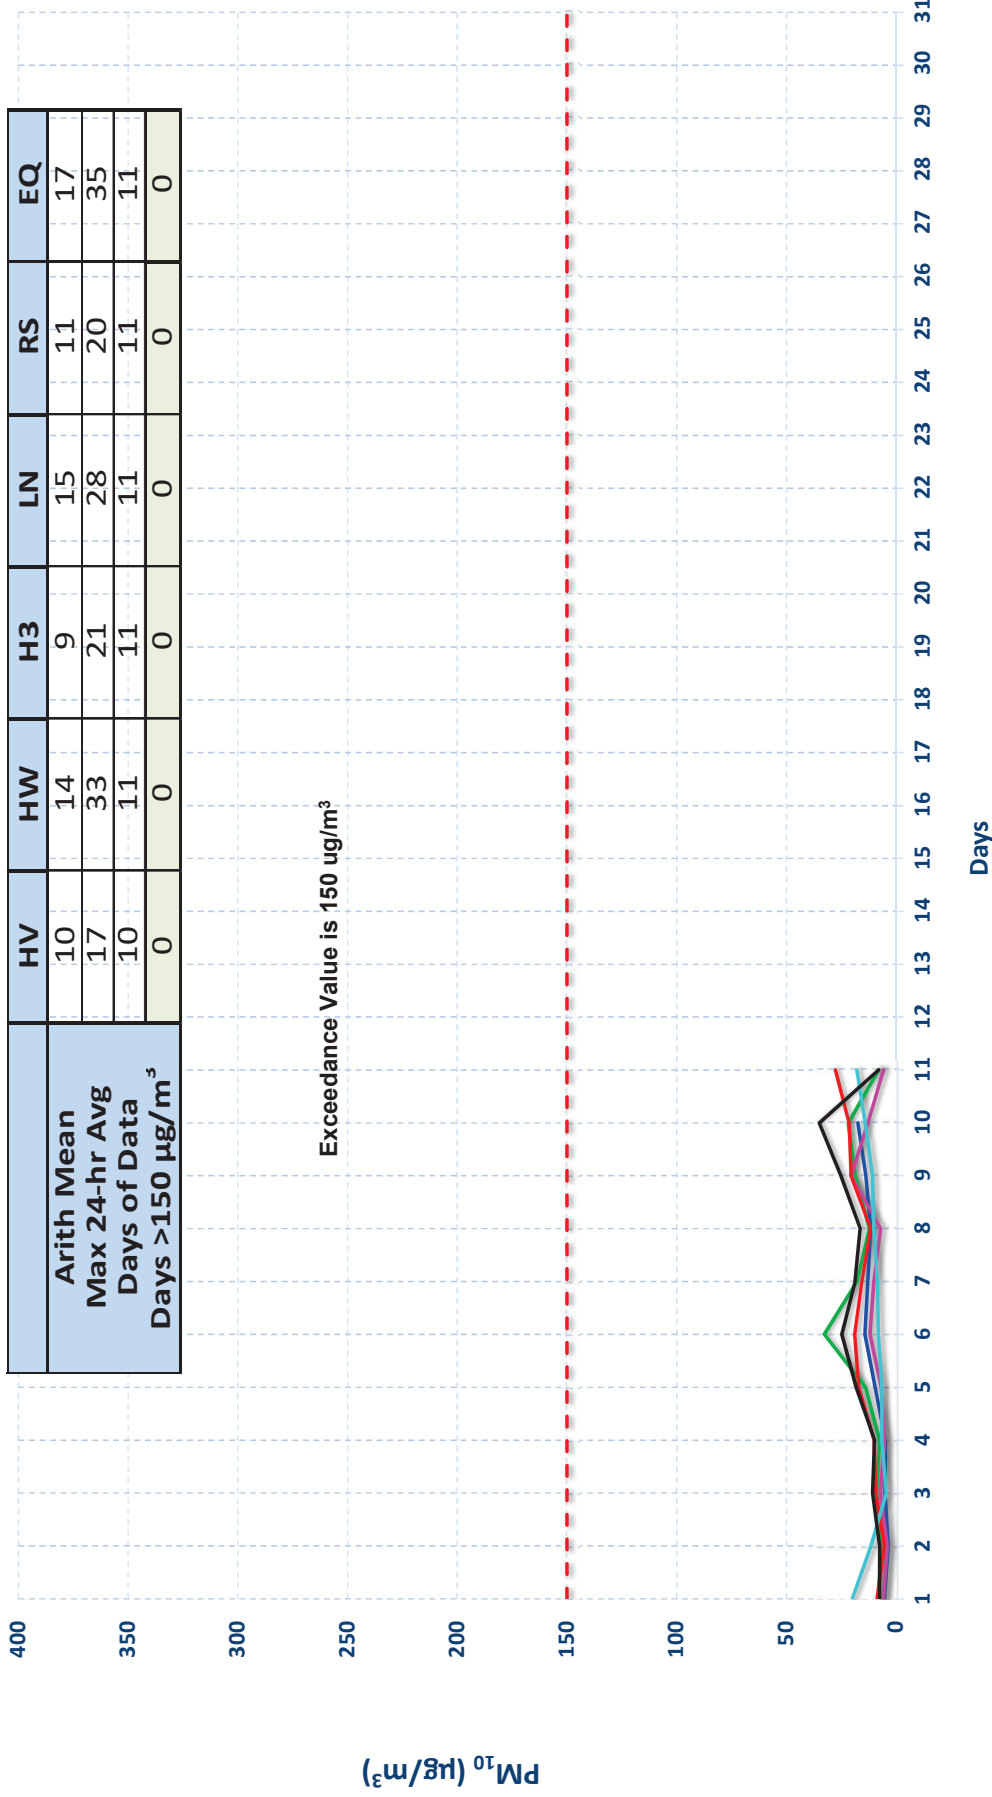 HV HW H3 LN RS EQ
Arith Mean 10 14 9 15 11 17
Max 24-hr Avg 17 33 21 28 20 35
Days of Data 10 11 11 11 11 11
Days >150 µg/m³ 0 0 0 0 0 0
Exceedance Value is 150 ug/m³
PM₁₀ (µg/m³)
400
350
300
250
200
150
100
50
0
1 2 3 4 5 6 7 8 9 10 11 12 13 14 15 16 17 18 19 20 21 22 23 24 25 26 27 28 29 30 31
Days